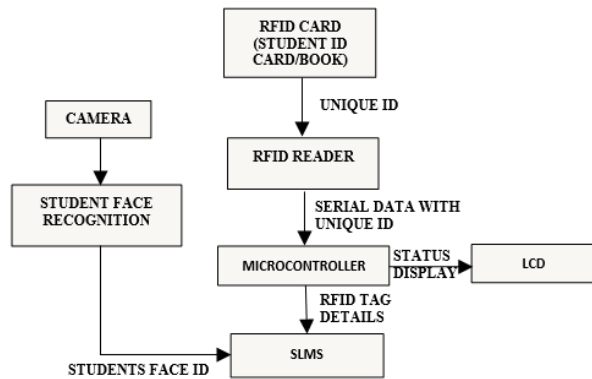 RFID CARD
(STUDENT ID
CARD/BOOK)
UNIQUE ID
CAMERA
RFID READER
STUDENT FACE
RECOGNITION
SERIAL DATA WITH
UNIQUE ID
MICROCONTROLLER
STATUS
DISPLAY
LCD
RFID TAG
DETAILS
SLMS
STUDENTS FACE ID